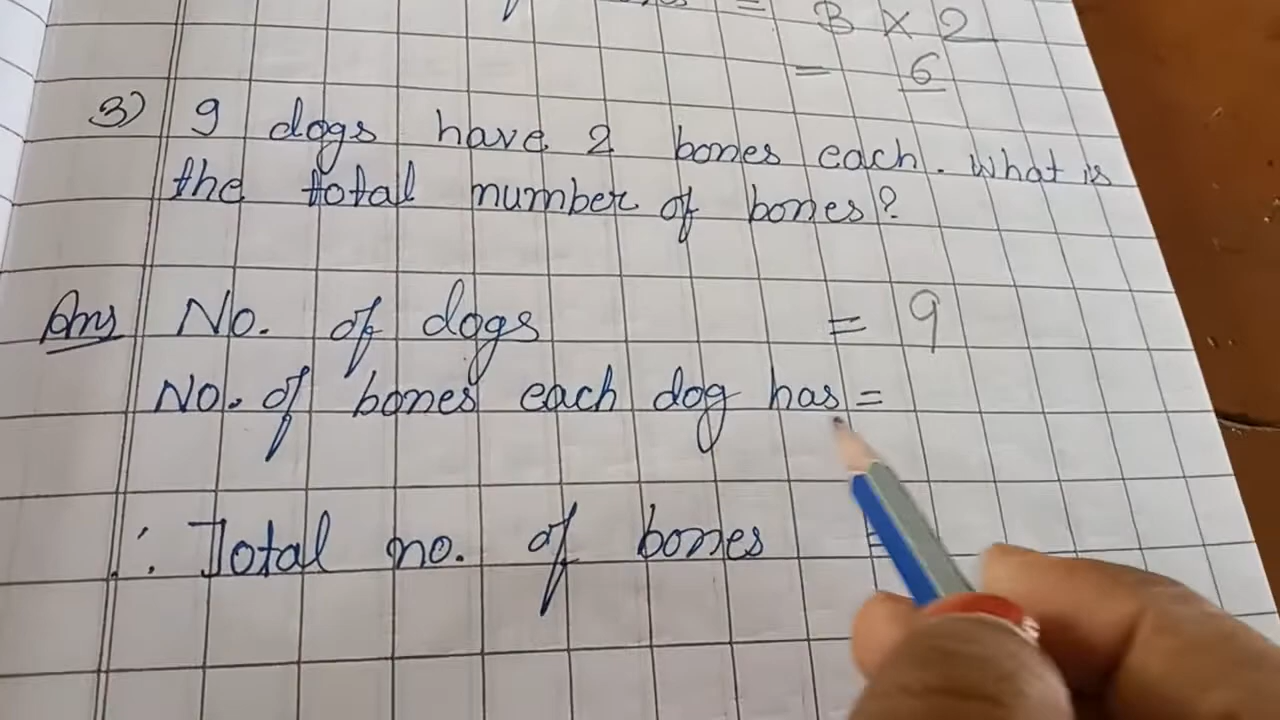 = 3 × 2
= 6
3) 9 dogs have 2 bones each. What is
the total number of bones?
Ans No. of dogs = 9
No. of bones each dog has =
∴ Total no. of bones =